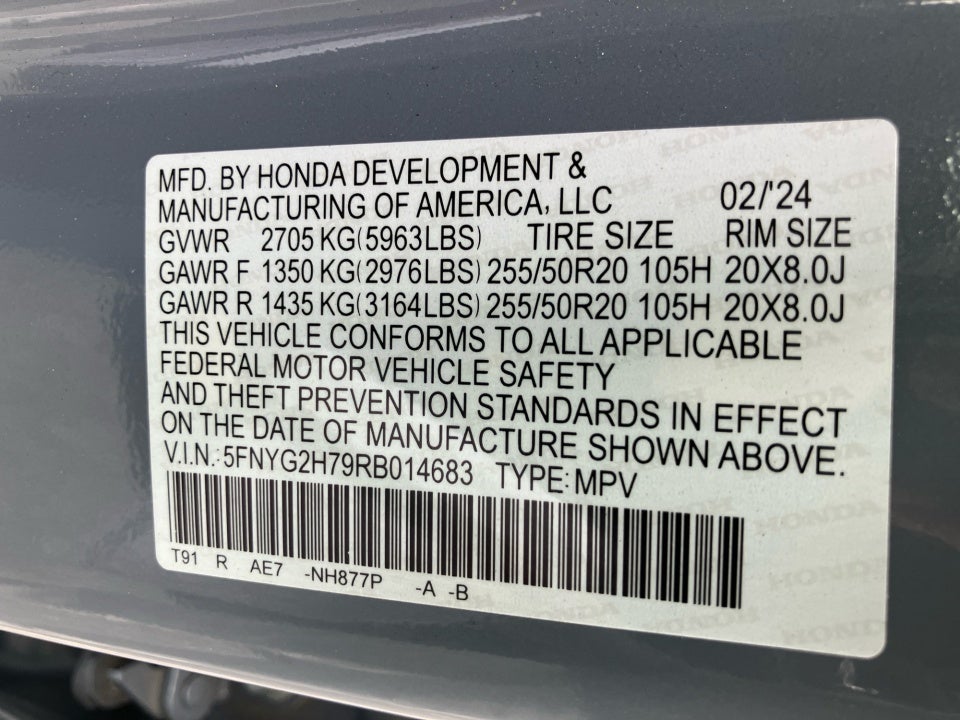 MFD. BY HONDA DEVELOPMENT &
MANUFACTURING OF AMERICA, LLC 02/'24
GVWR 2705 KG(5963LBS) TIRE SIZE RIM SIZE
GAWR F 1350 KG(2976LBS) 255/50R20 105H 20X8.0J
GAWR R 1435 KG(3164LBS) 255/50R20 105H 20X8.0J
THIS VEHICLE CONFORMS TO ALL APPLICABLE
FEDERAL MOTOR VEHICLE SAFETY
AND THEFT PREVENTION STANDARDS IN EFFECT
ON THE DATE OF MANUFACTURE SHOWN ABOVE.
V.I.N.:5FNYG2H79RB014683 TYPE:MPV
T91 R AE7 -NH877P -A -B